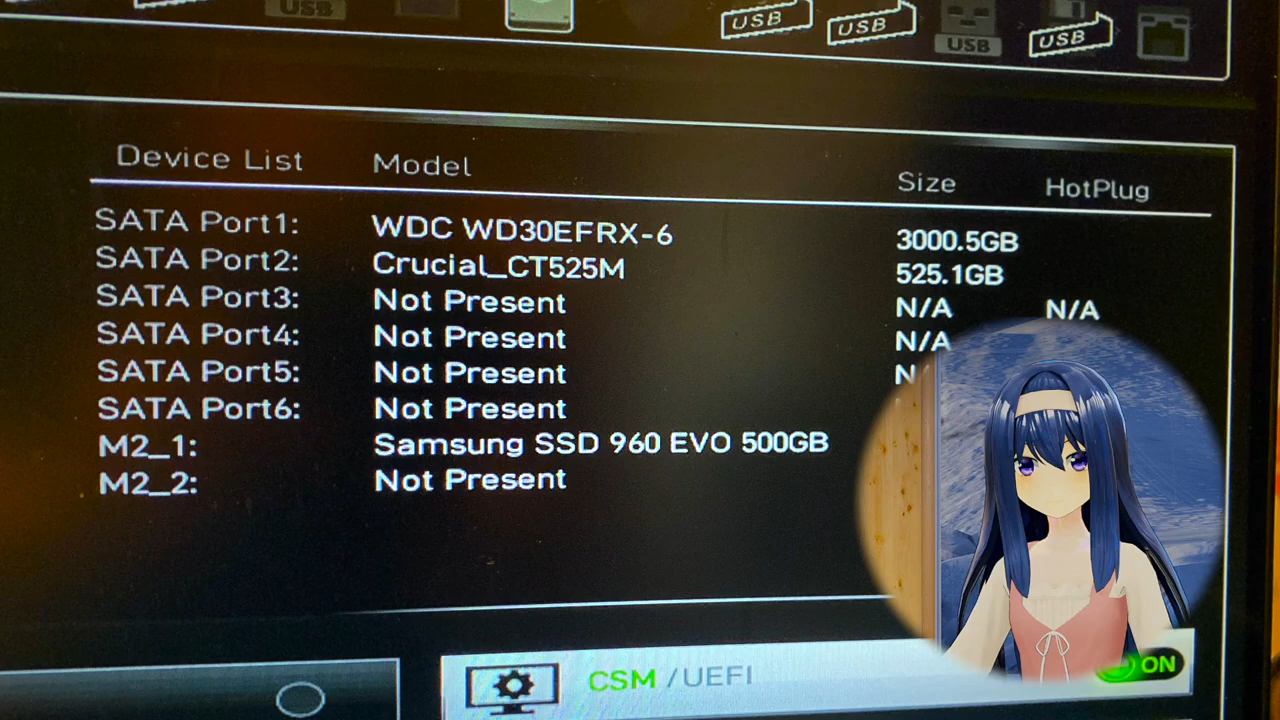 USB
USB
USB
USB
USB
Device List Model Size HotPlug
SATA Port1: WDC WD30EFRX-6 3000.5GB
SATA Port2: Crucial_CT525M 525.1GB
SATA Port3: Not Present N/A N/A
SATA Port4: Not Present N/A
SATA Port5: Not Present
SATA Port6: Not Present
M2_1: Samsung SSD 960 EVO 500GB
M2_2: Not Present
CSM /UEFI ON